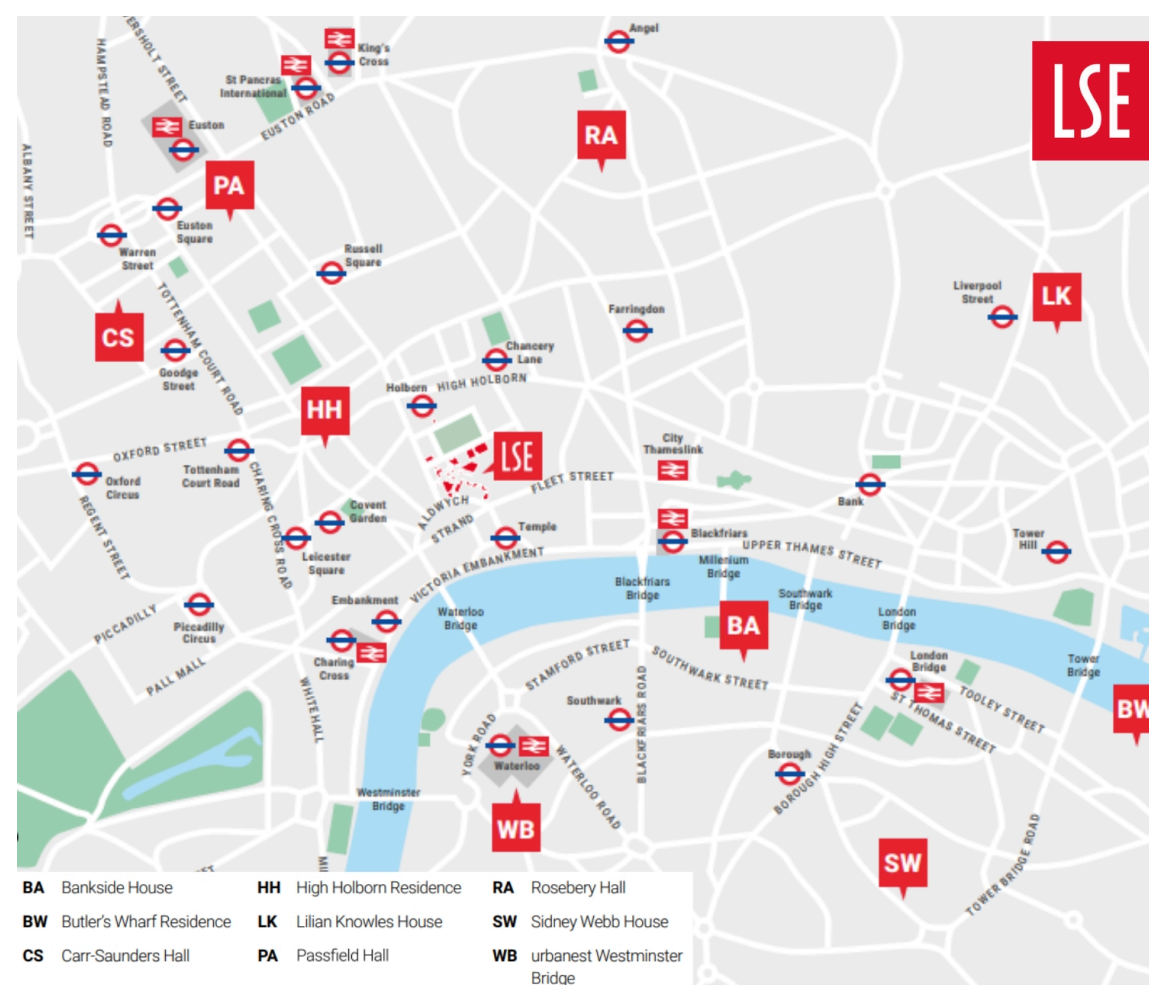 Angel
King's
Cross
LSE
St Pancras
International
HAMPSTEAD ROAD
ERSHOLT STREET
EUSTON ROAD
Euston
RA
ALBANY STREET
PA
Euston
Square
Warren
Street
Russell
Square
Liverpool
Street
LK
Farringdon
CS
TOTTENHAM COURT ROAD
Goodge
Street
Chancery
Lane
Holborn
HIGH HOLBORN
HH
OXFORD STREET
Tottenham
Court Road
LSE
City
Thameslink
FLEET STREET
Oxford
Circus
Bank
REGENT STREET
CHARING CROSS ROAD
Covent
Garden
ALDWYCH
STRAND
Temple
Blackfriars
Tower
Hill
Leicester
Square
VICTORIA EMBANKMENT
UPPER THAMES STREET
Millenium
Bridge
Blackfriars
Bridge
Southwark
Bridge
Embankment
Waterloo
Bridge
London
Bridge
PICCADILLY
Piccadilly
Circus
BA
Charing
Cross
PALL MALL
STAMFORD STREET
SOUTHWARK STREET
London
Bridge
Tower
Bridge
WHITEHALL
Southwark
BLACKFRIARS ROAD
TOOLEY STREET
ST THOMAS STREET
BW
YORK ROAD
Waterloo
WATERLOO ROAD
Borough
BOROUGH HIGH STREET
Westminster
Bridge
WB
SW
TOWER BRIDGE ROAD
BA Bankside House
HH High Holborn Residence
RA Rosebery Hall
BW Butler's Wharf Residence
LK Lilian Knowles House
SW Sidney Webb House
CS Carr-Saunders Hall
PA Passfield Hall
WB urbanest Westminster
Bridge